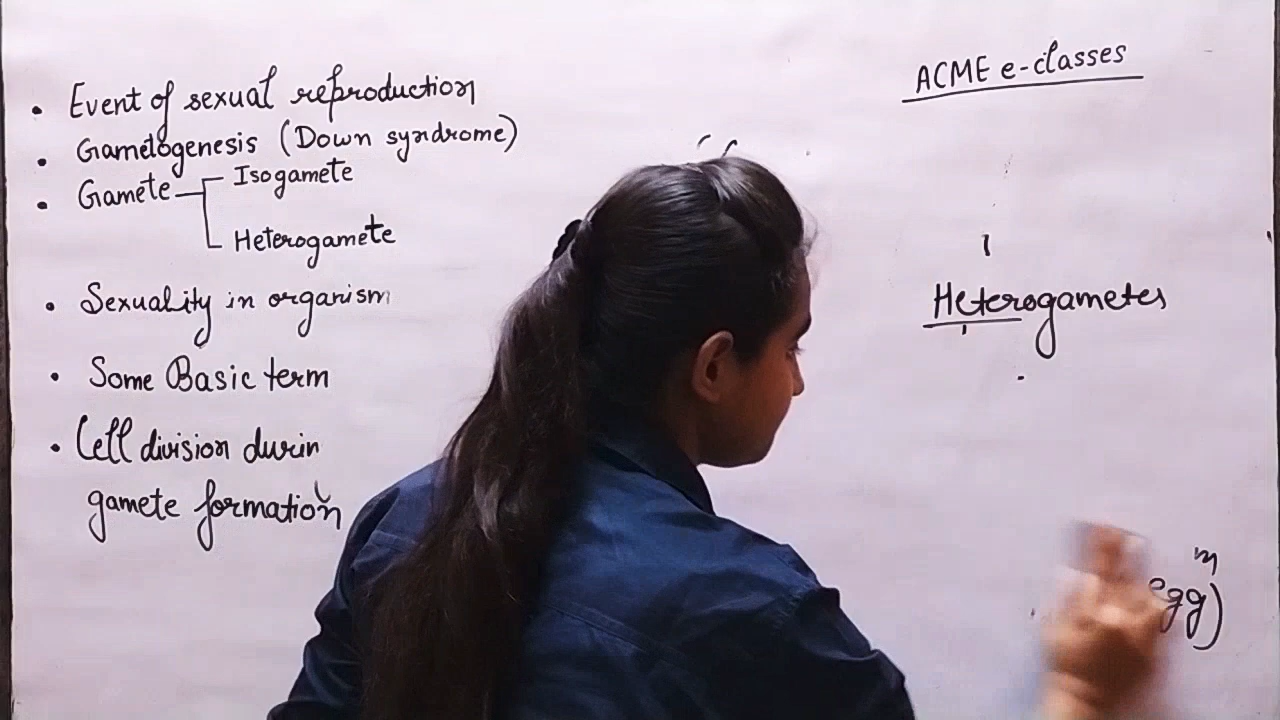 • Event of sexual reproduction
• Gametogenesis (Down syndrome)
• Gamete
Isogamete
Heterogamete
• Sexuality in organism
• Some Basic term
• Cell division durin
gamete formation
ACME e-classes
Heterogametes
egg)